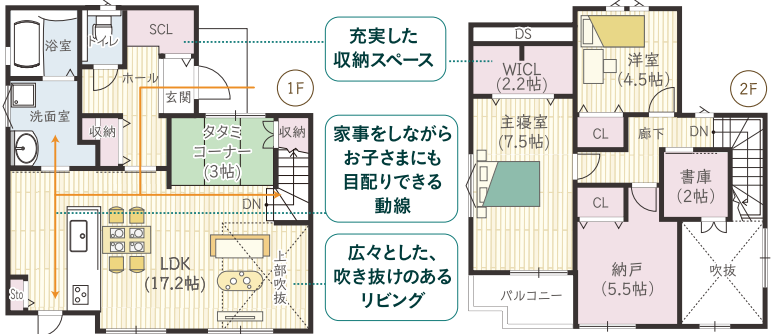 浴室
トイレ
SCL
ホール
玄関
1F
洗面室
収納
タタミ
コーナー
(3帖)
収納
DN
LDK
(17.2帖)
上部吹抜
Sto
充実した
収納スペース
家事をしながら
お子さまにも
目配りできる
動線
広々とした、
吹き抜けのある
リビング
DS
WICL
(2.2帖)
洋室
(4.5帖)
2F
主寝室
(7.5帖)
CL
廊下
DN
書庫
(2帖)
CL
納戸
(5.5帖)
吹抜
バルコニー